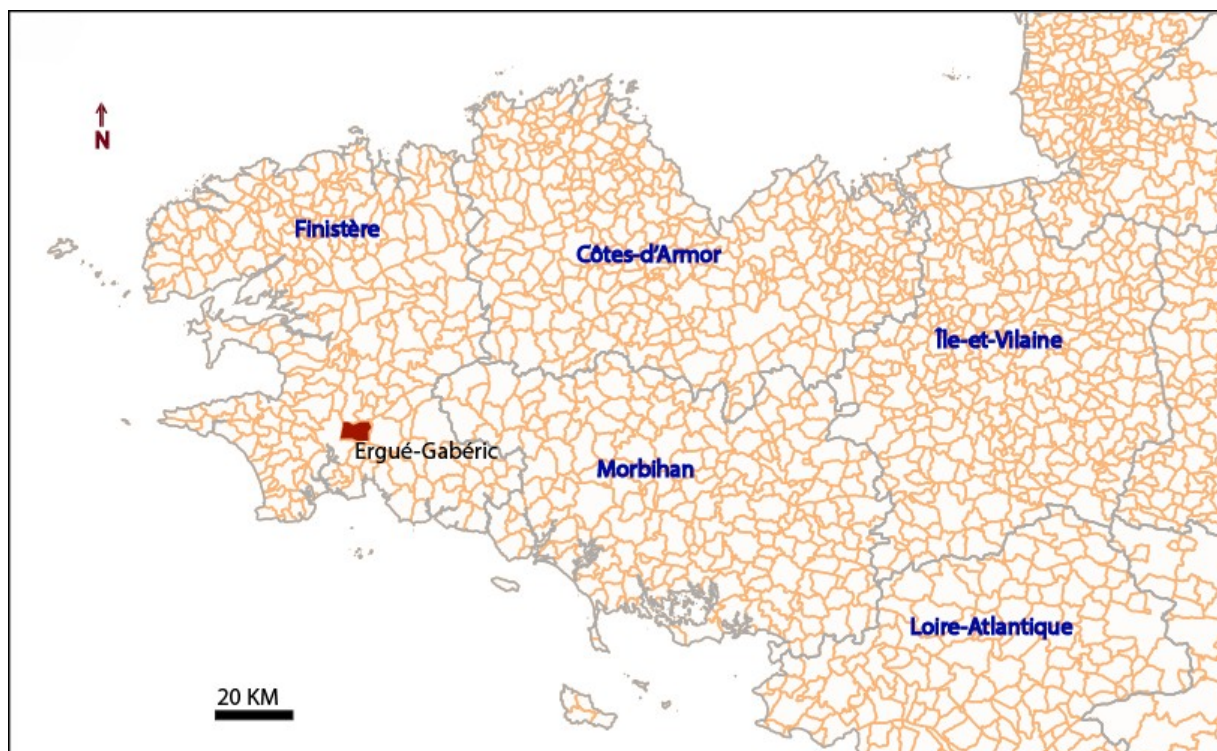 N
Finistère
Côtes-d'Armor
Île-et-Vilaine
Ergué-Gabéric
Morbihan
Loire-Atlantique
20 KM